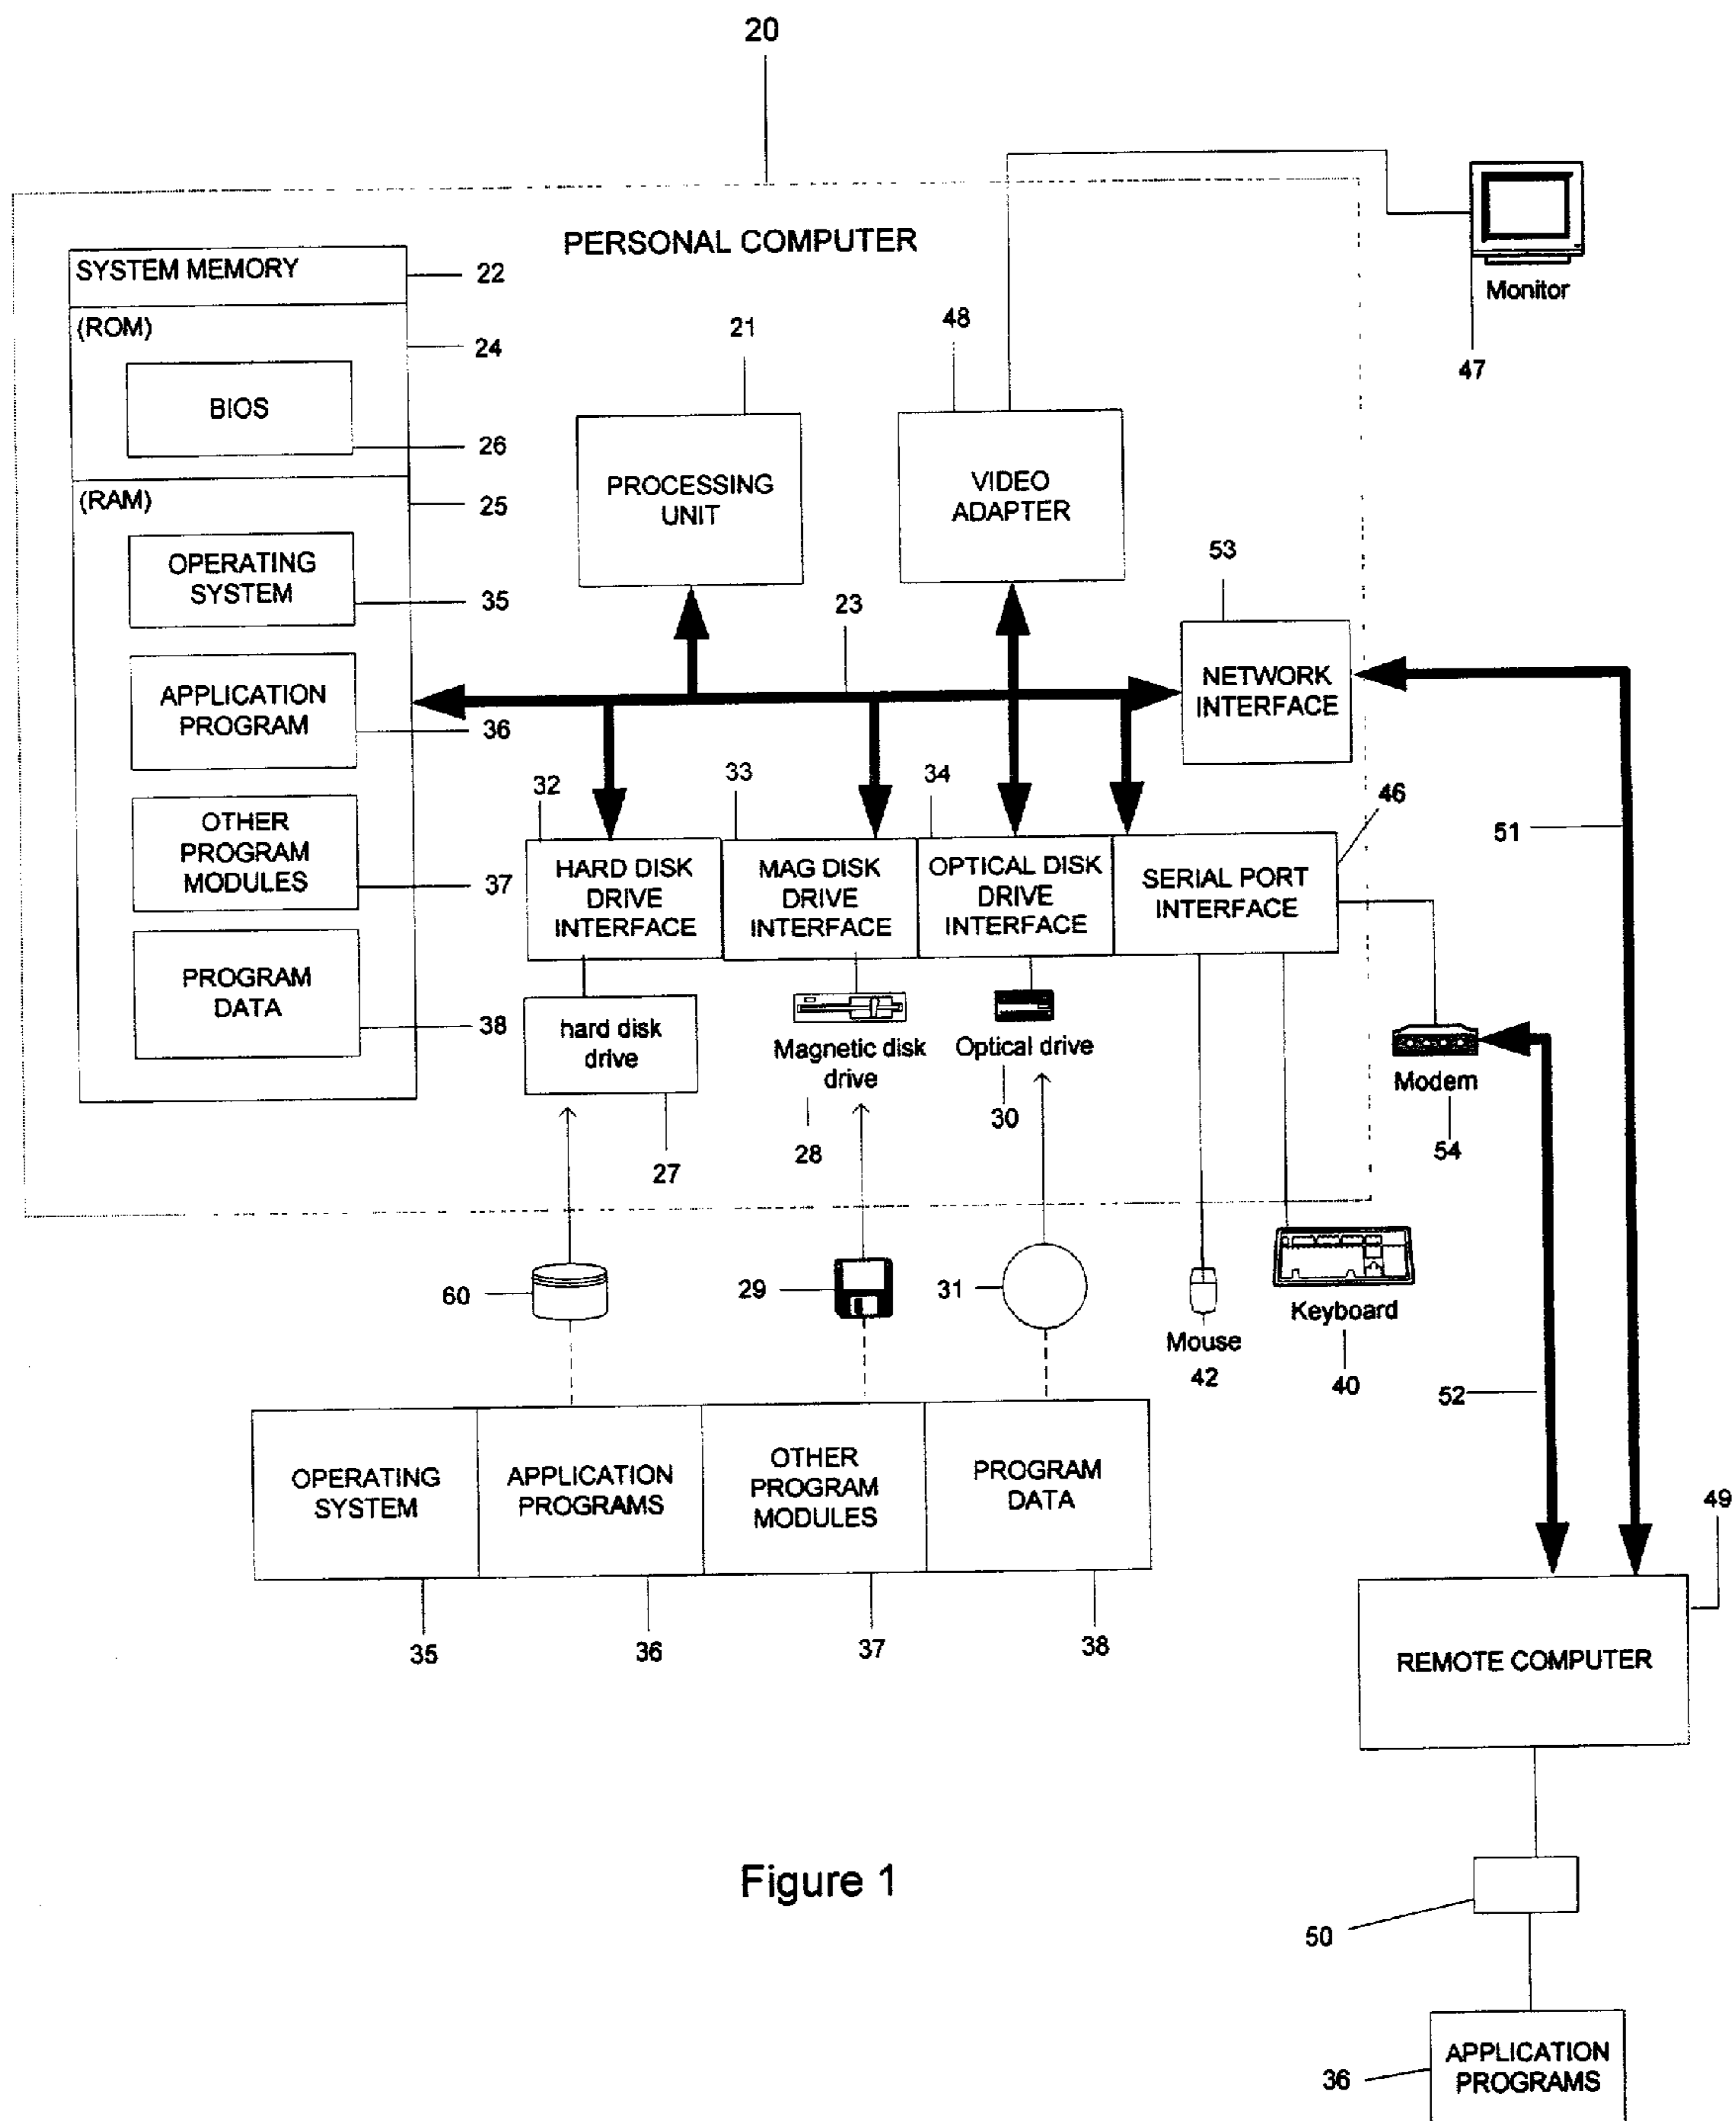 20
PERSONAL COMPUTER
SYSTEM MEMORY
22
(ROM)
24
BIOS
26
(RAM)
25
OPERATING
SYSTEM
35
APPLICATION
PROGRAM
36
OTHER
PROGRAM
MODULES
37
PROGRAM
DATA
38
21
PROCESSING
UNIT
48
VIDEO
ADAPTER
Monitor
47
23
53
NETWORK
INTERFACE
32
HARD DISK
DRIVE
INTERFACE
33
MAG DISK
DRIVE
INTERFACE
34
OPTICAL DISK
DRIVE
INTERFACE
46
SERIAL PORT
INTERFACE
51
hard disk
drive
27
Magnetic disk
drive
28
Optical drive
30
Modem
54
60
29
31
Mouse
42
Keyboard
40
52
OPERATING
SYSTEM
APPLICATION
PROGRAMS
OTHER
PROGRAM
MODULES
PROGRAM
DATA
35
36
37
38
49
REMOTE COMPUTER
Figure 1
50
36
APPLICATION
PROGRAMS